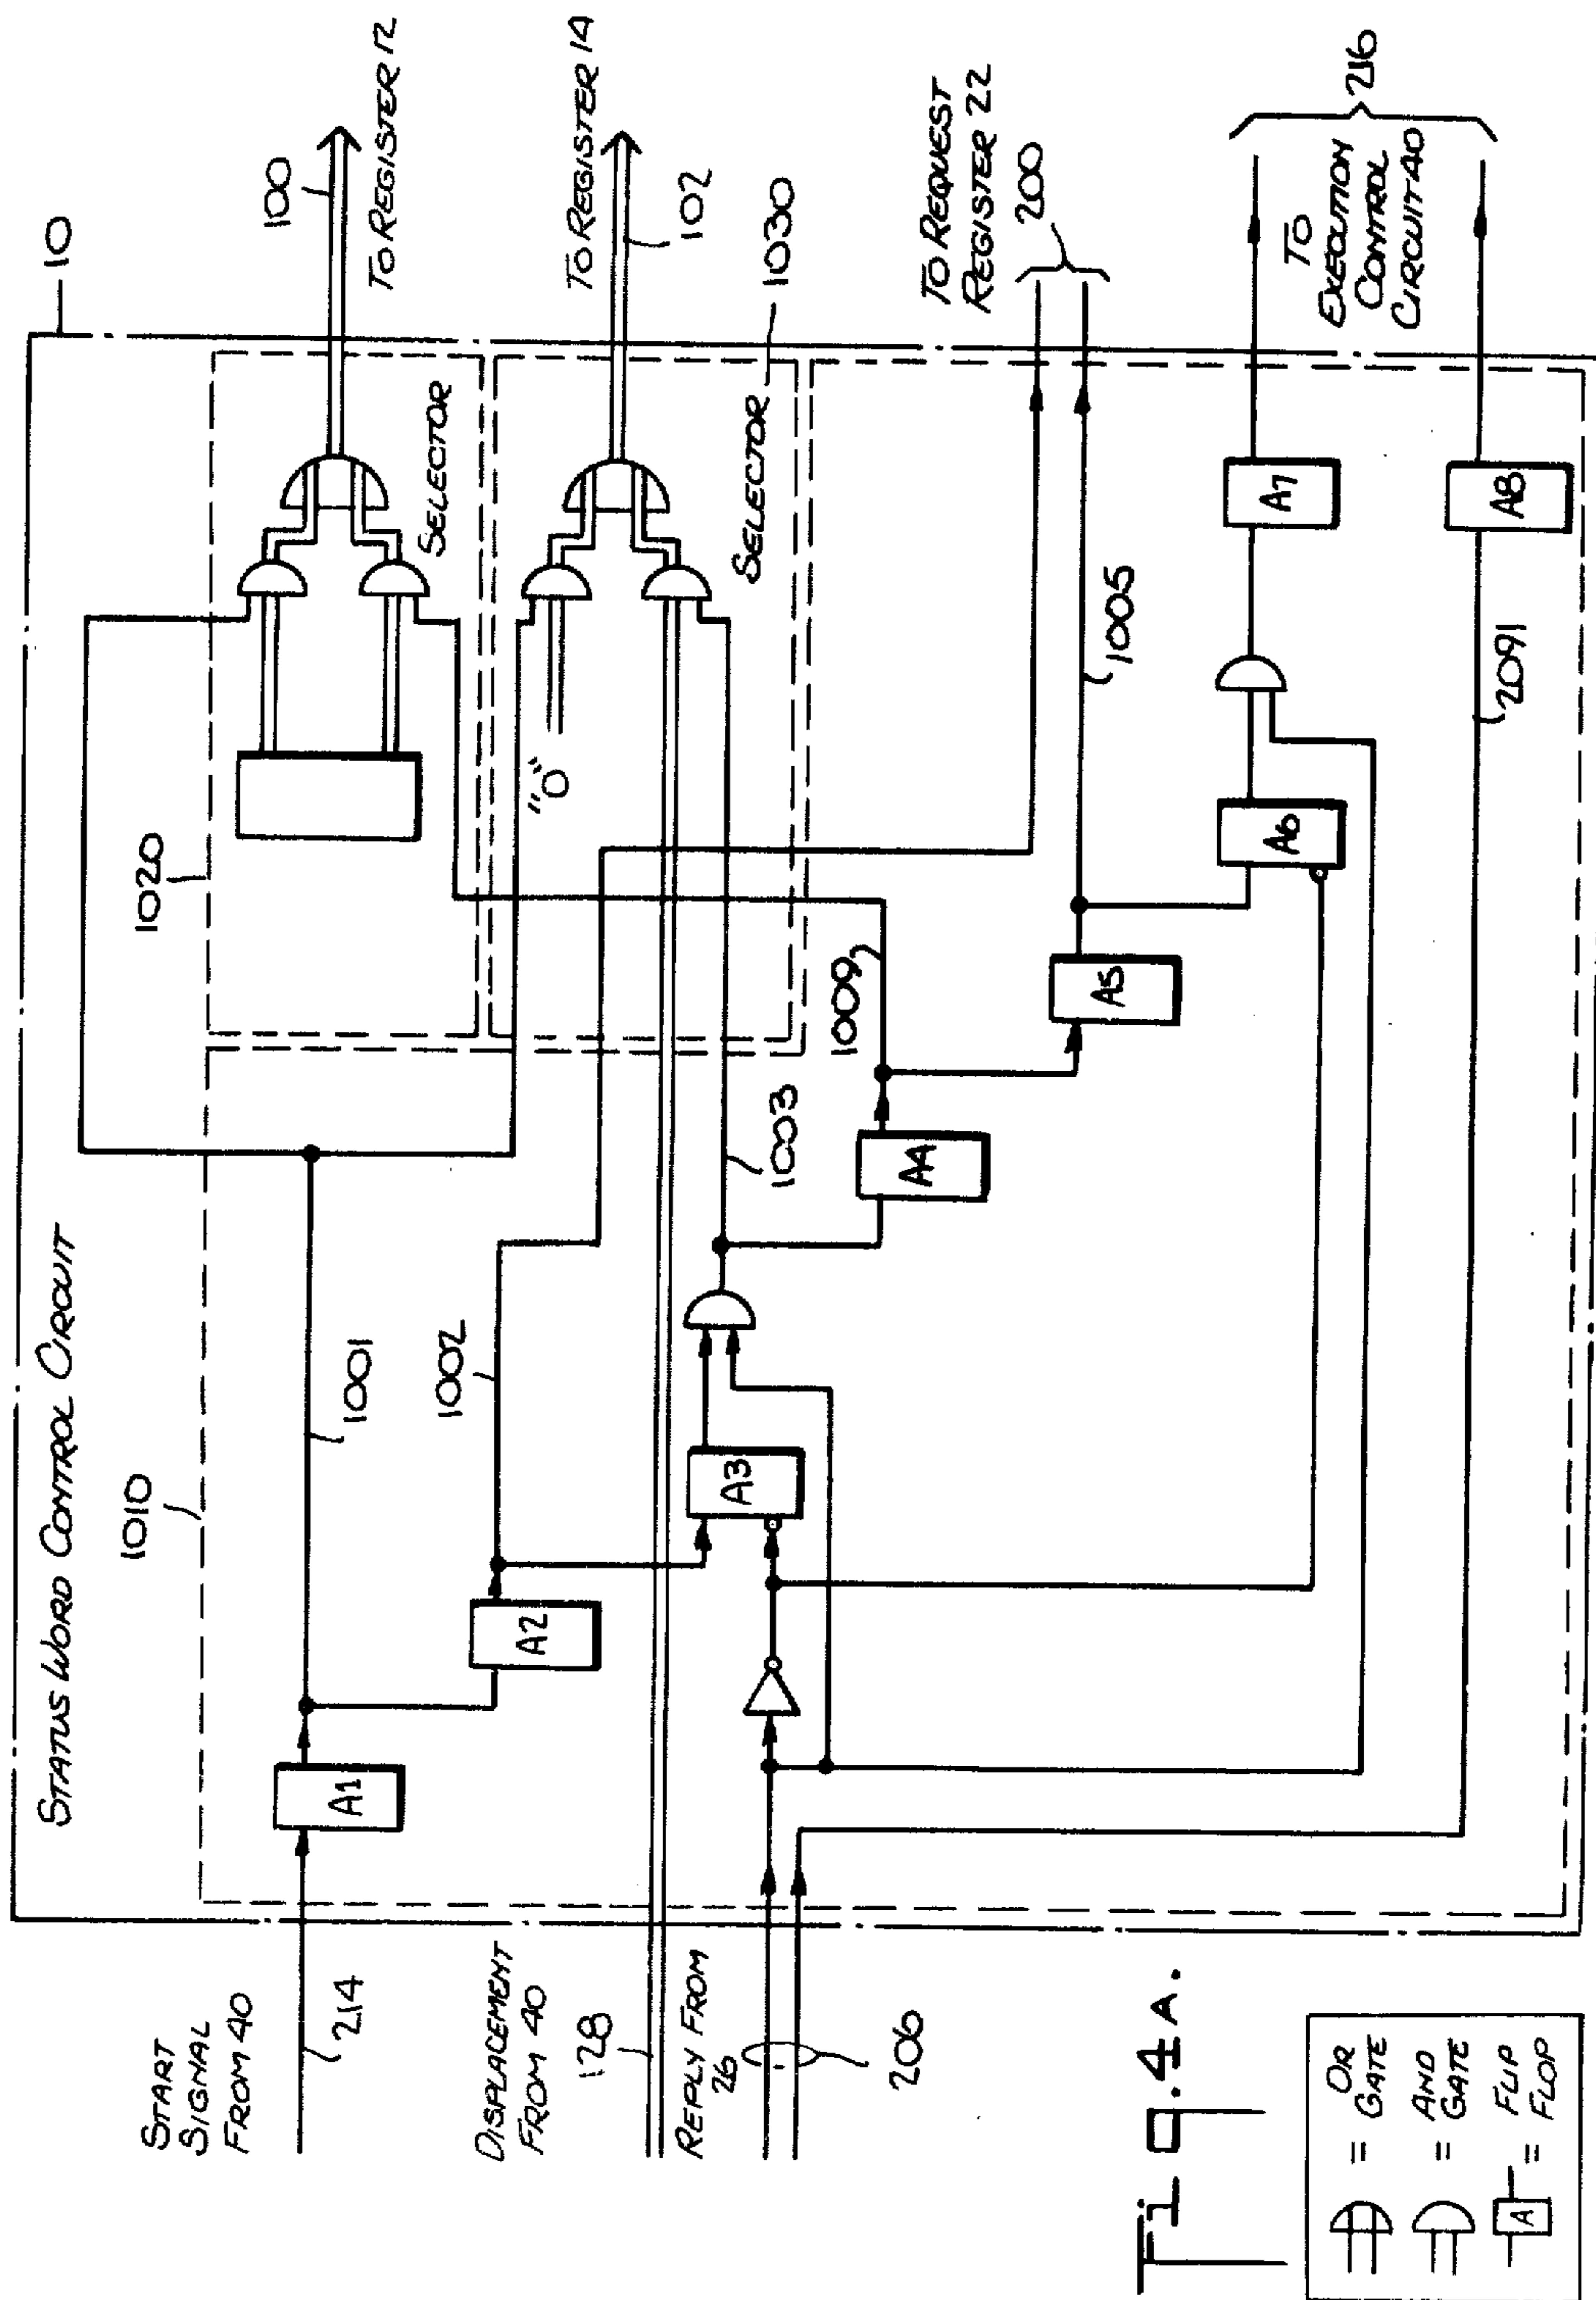 STATUS WORD CONTROL CIRCUIT
10
1010
1020
START
SIGNAL
FROM 40
214
A1
1001
100
TO REGISTER 12
SELECTOR
DISPLACEMENT
FROM 40
128
A2
1002
"0"
TO REGISTER 14
102
SELECTOR
1030
REPLY FROM
26
206
A3
1003
A4
1009
A5
1005
TO REQUEST
REGISTER 22
200
A6
A7
A8
2091
TO
EXECUTION
CONTROL
CIRCUIT 40
216
Fig. 4A.
= OR
GATE
= AND
GATE
A = FLIP
FLOP